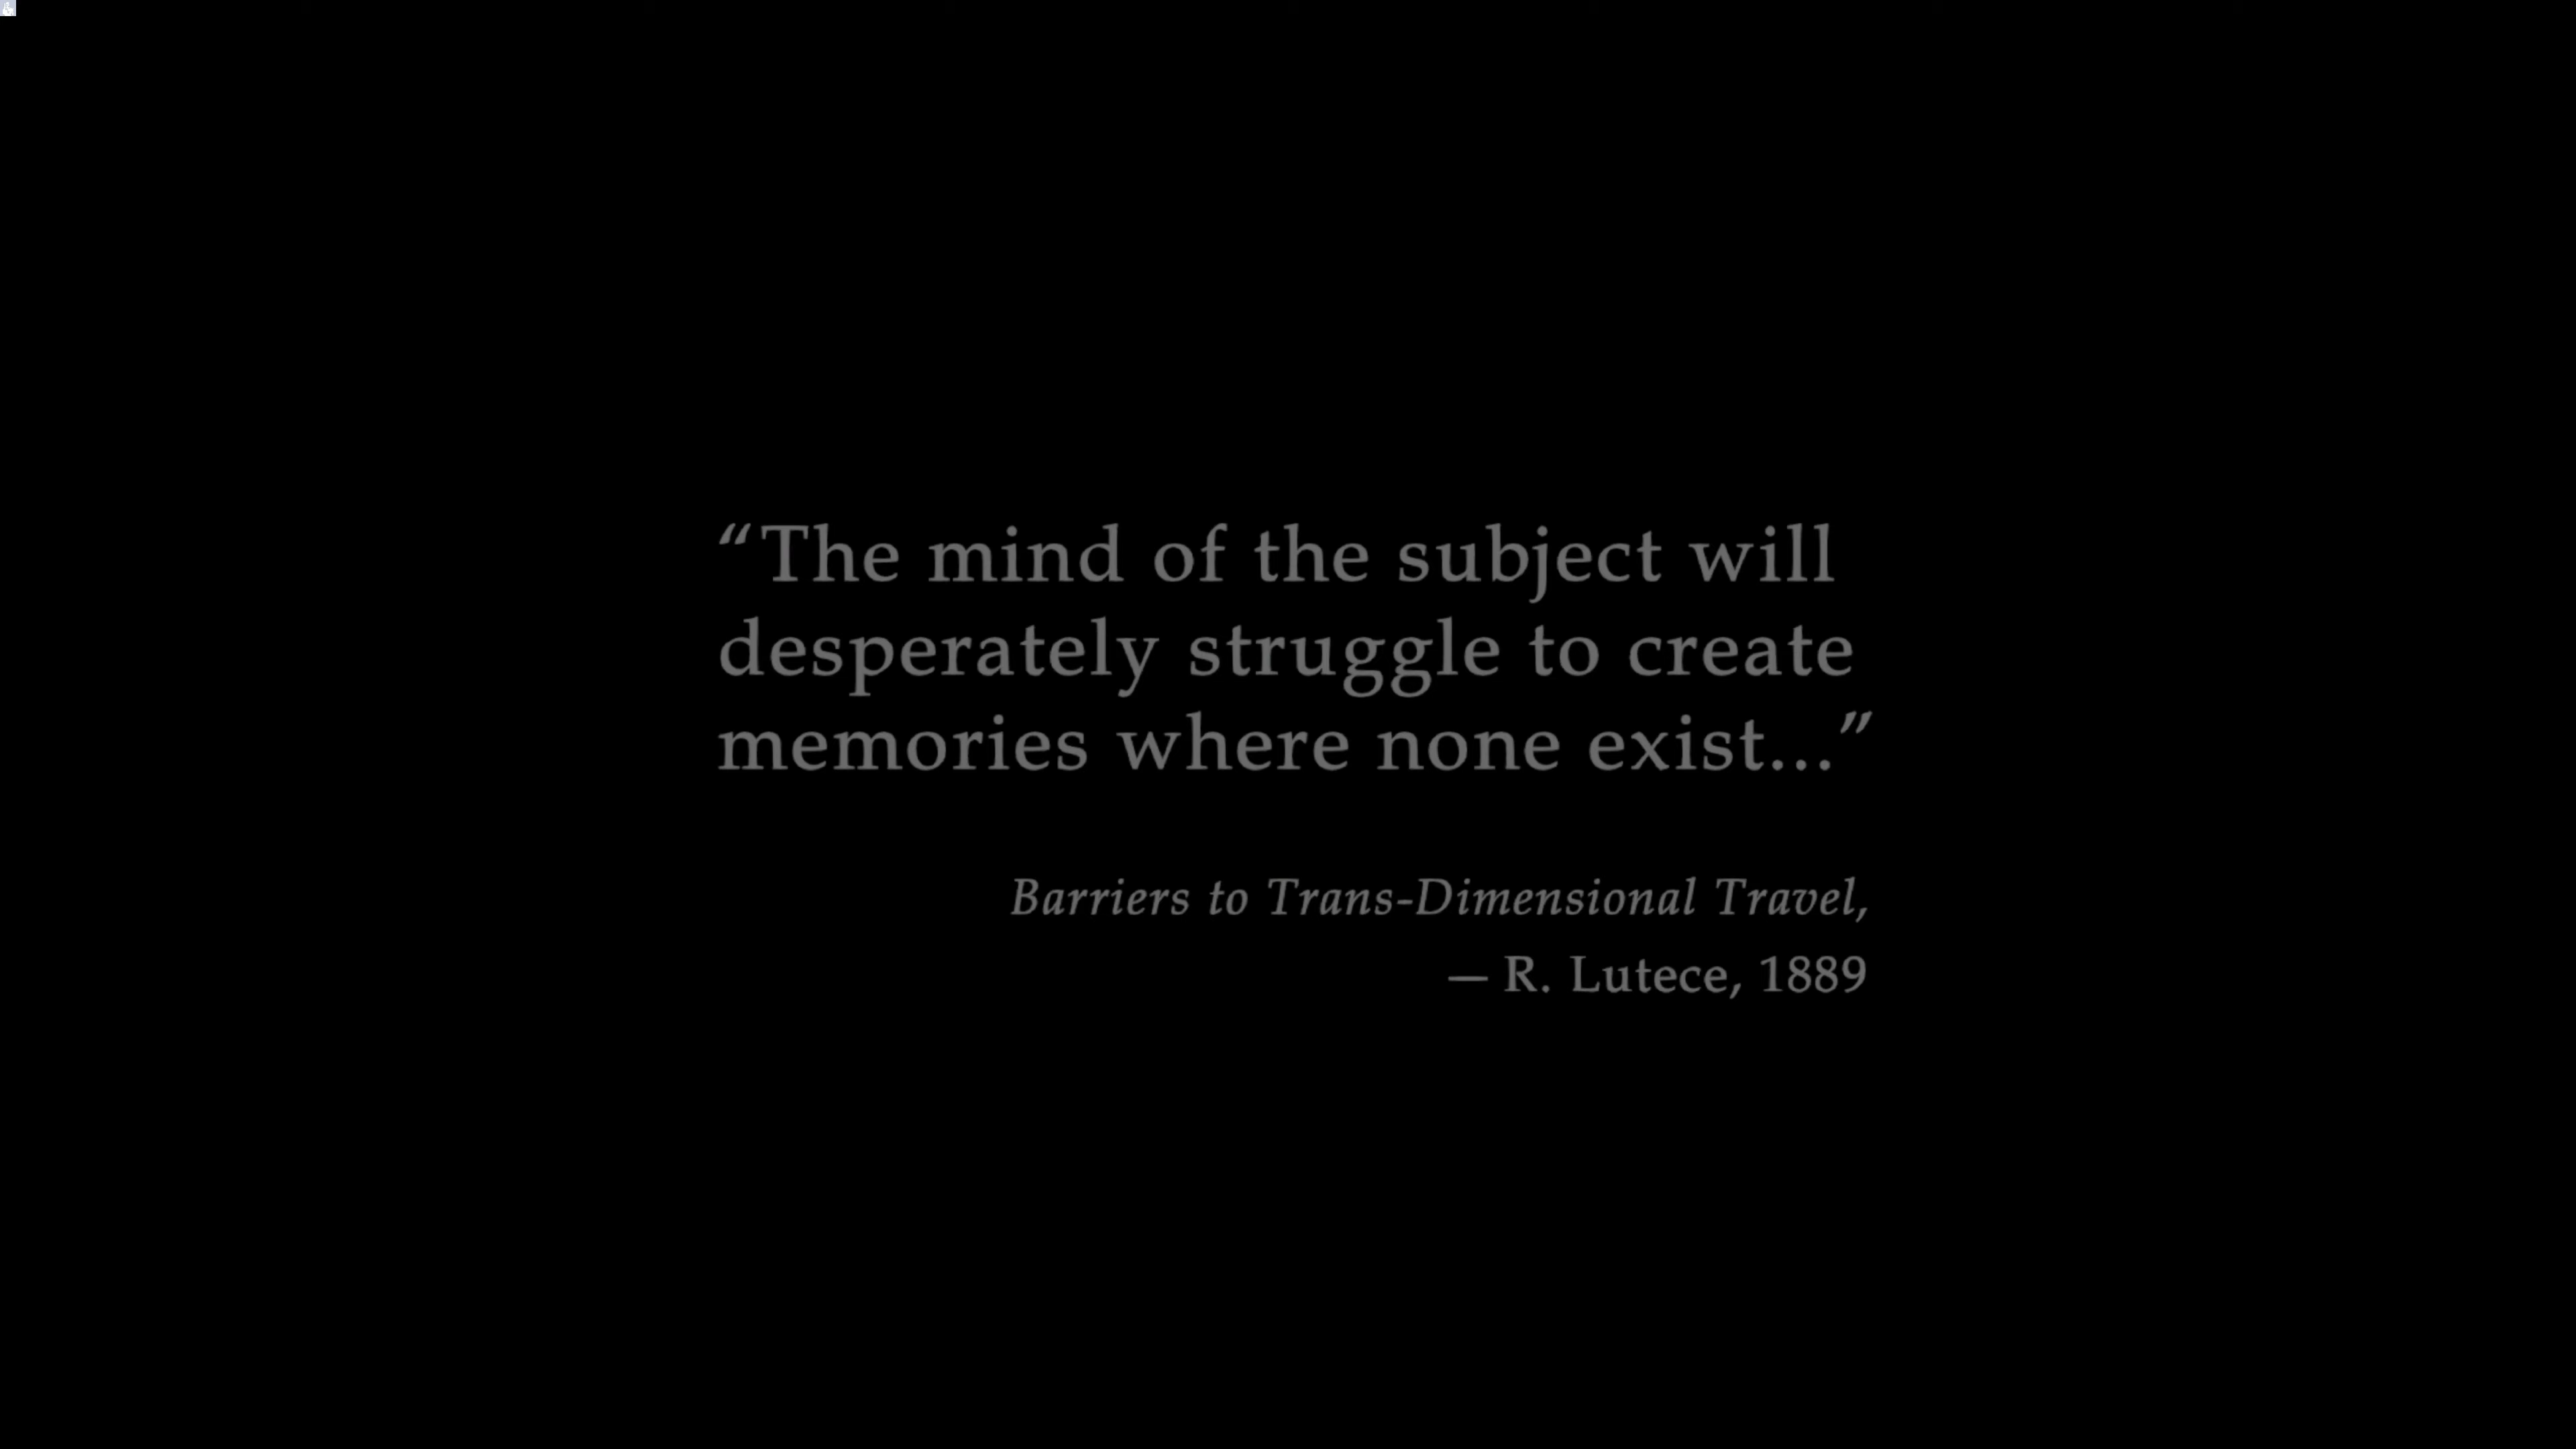 “The mind of the subject will
desperately struggle to create
memories where none exist...”
Barriers to Trans-Dimensional Travel,
— R. Lutece, 1889